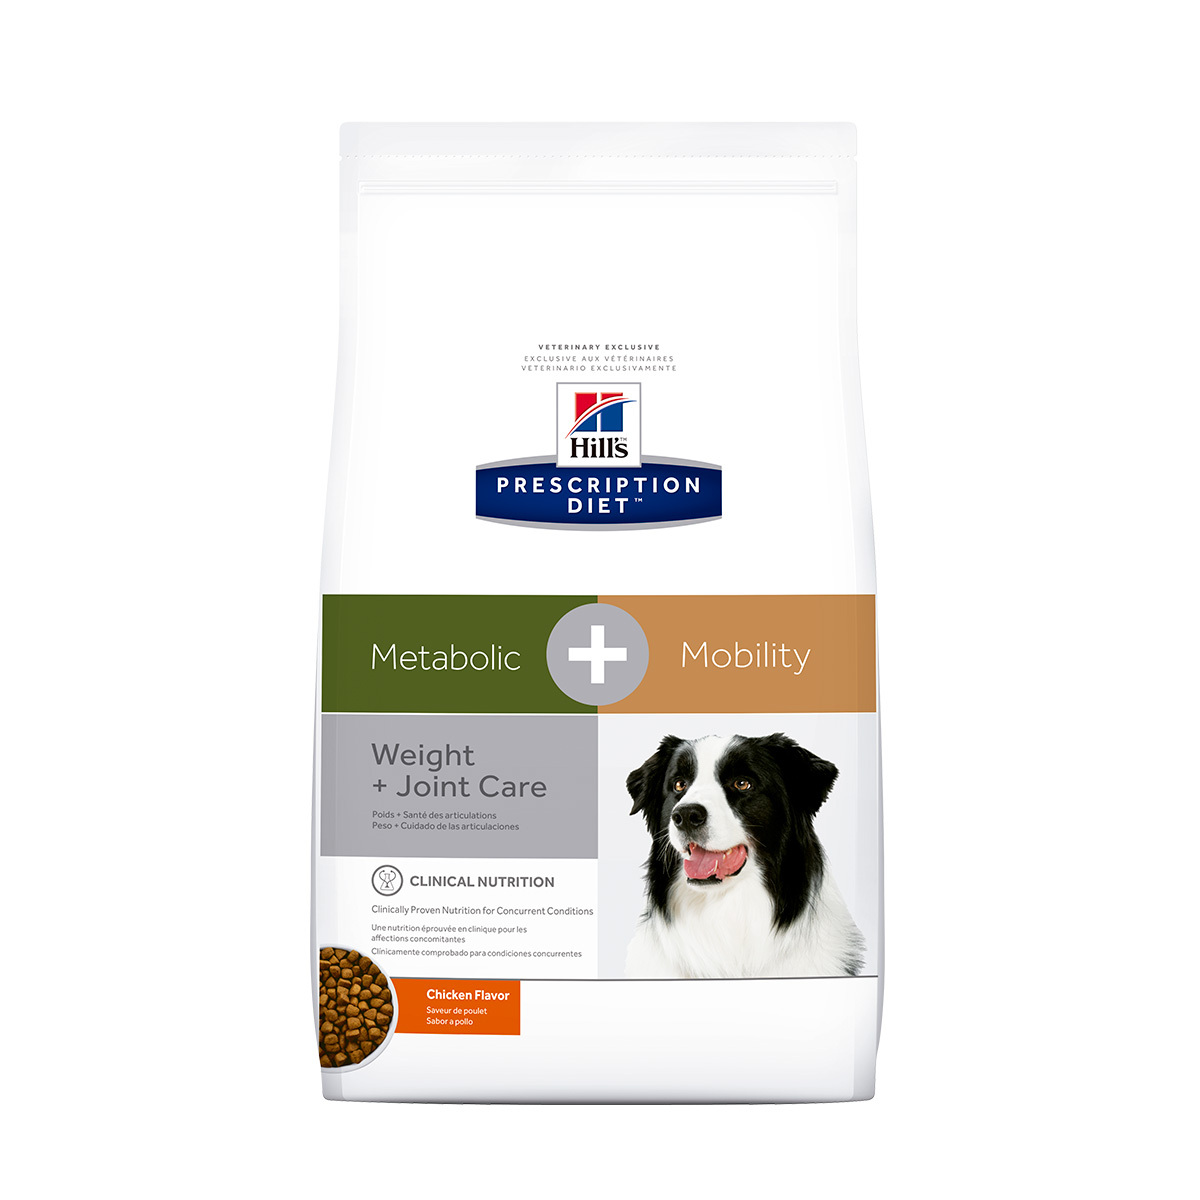 VETERINARY EXCLUSIVE
EXCLUSIVE AUX VÉTÉRINAIRES
VETERINARIO EXCLUSIVAMENTE
Hill's™
PRESCRIPTION
DIET™
Metabolic + Mobility
Weight
+ Joint Care
Poids + Santé des articulations
Peso + Cuidado de las articulaciones
CLINICAL NUTRITION
Clinically Proven Nutrition for Concurrent Conditions
Une nutrition éprouvée en clinique pour les
affections concomitantes
Clínicamente comprobado para condiciones concurrentes
Chicken Flavor
Saveur de poulet
Sabor a pollo